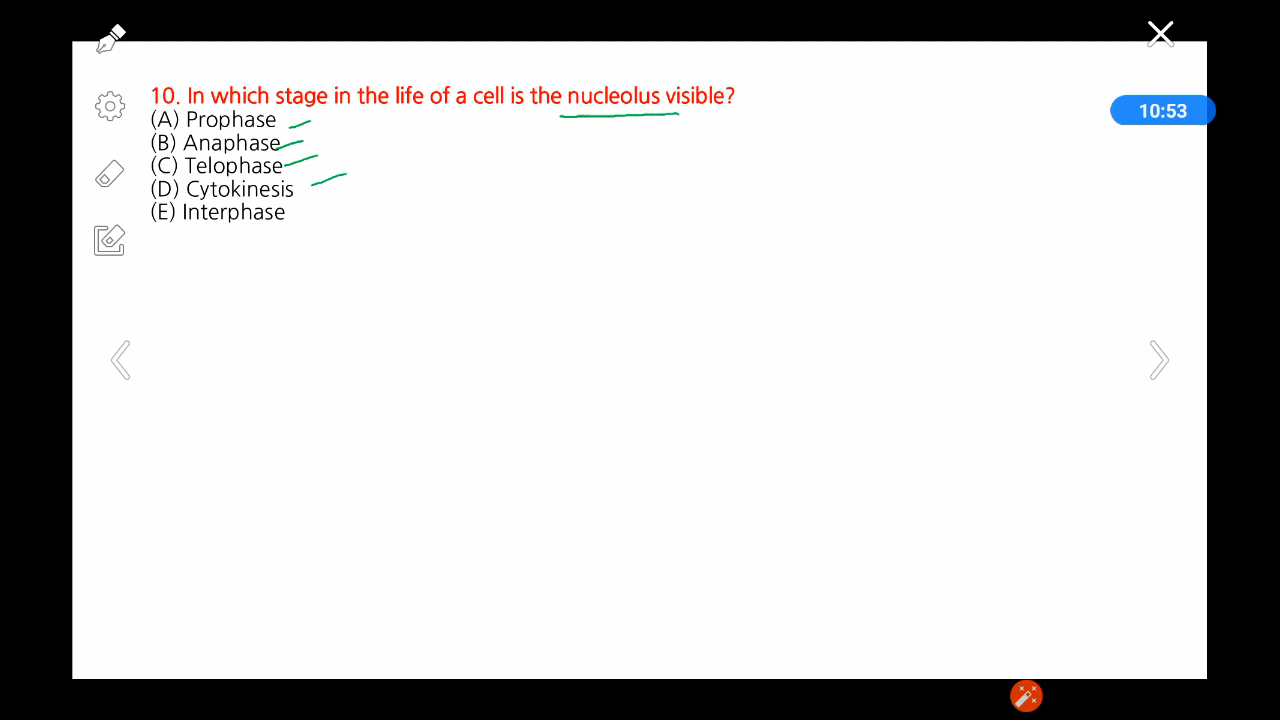 10. In which stage in the life of a cell is the nucleolus visible?
(A) Prophase
(B) Anaphase
(C) Telophase
(D) Cytokinesis
(E) Interphase
10:53